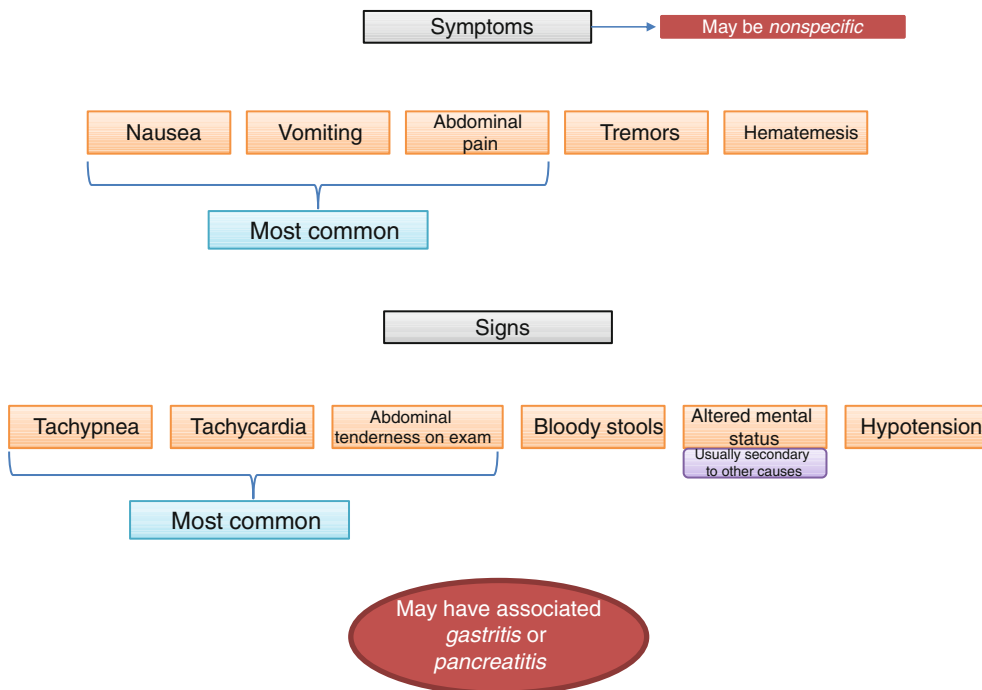 Symptoms
May be nonspecific
Nausea
Vomiting
Abdominal
pain
Tremors
Hematemesis
Most common
Signs
Tachypnea
Tachycardia
Abdominal
tenderness on exam
Bloody stools
Altered mental
status
Usually secondary
to other causes
Hypotension
Most common
May have associated
gastritis or
pancreatitis